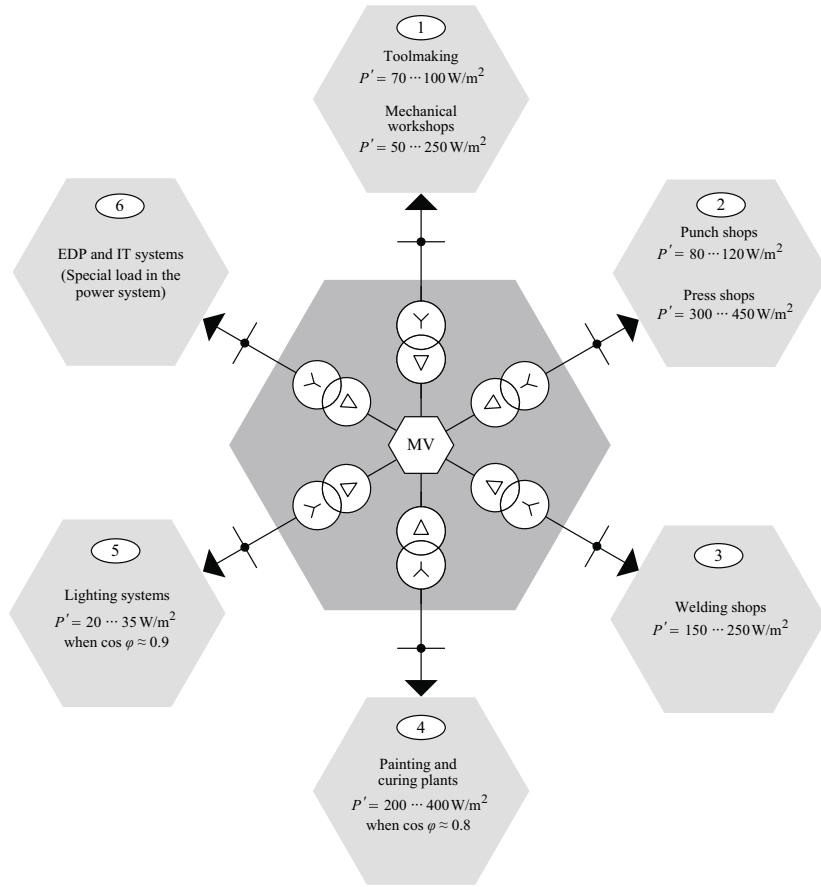 1
Toolmaking
P′ = 70 ··· 100 W/m²
Mechanical
workshops
P′ = 50 ··· 250 W/m²
2
Punch shops
P′ = 80 ··· 120 W/m²
Press shops
P′ = 300 ··· 450 W/m²
3
Welding shops
P′ = 150 ··· 250 W/m²
4
Painting and
curing plants
P′ = 200 ··· 400 W/m²
when cos φ ≈ 0.8
5
Lighting systems
P′ = 20 ··· 35 W/m²
when cos φ ≈ 0.9
6
EDP and IT systems
(Special load in the
power system)
MV